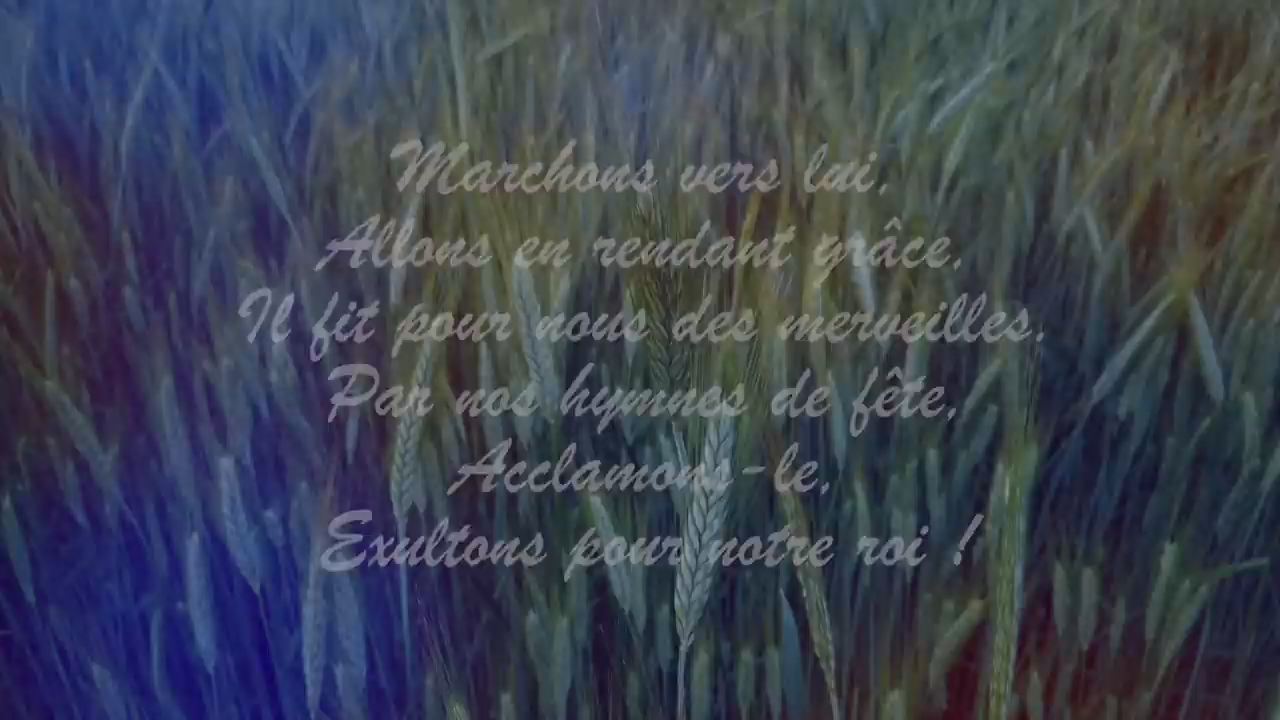 Marchons vers lui,
Allons en rendant grâce,
Il fit pour nous des merveilles.
Par nos hymnes de fête,
Acclamons-le,
Exultons pour notre roi !